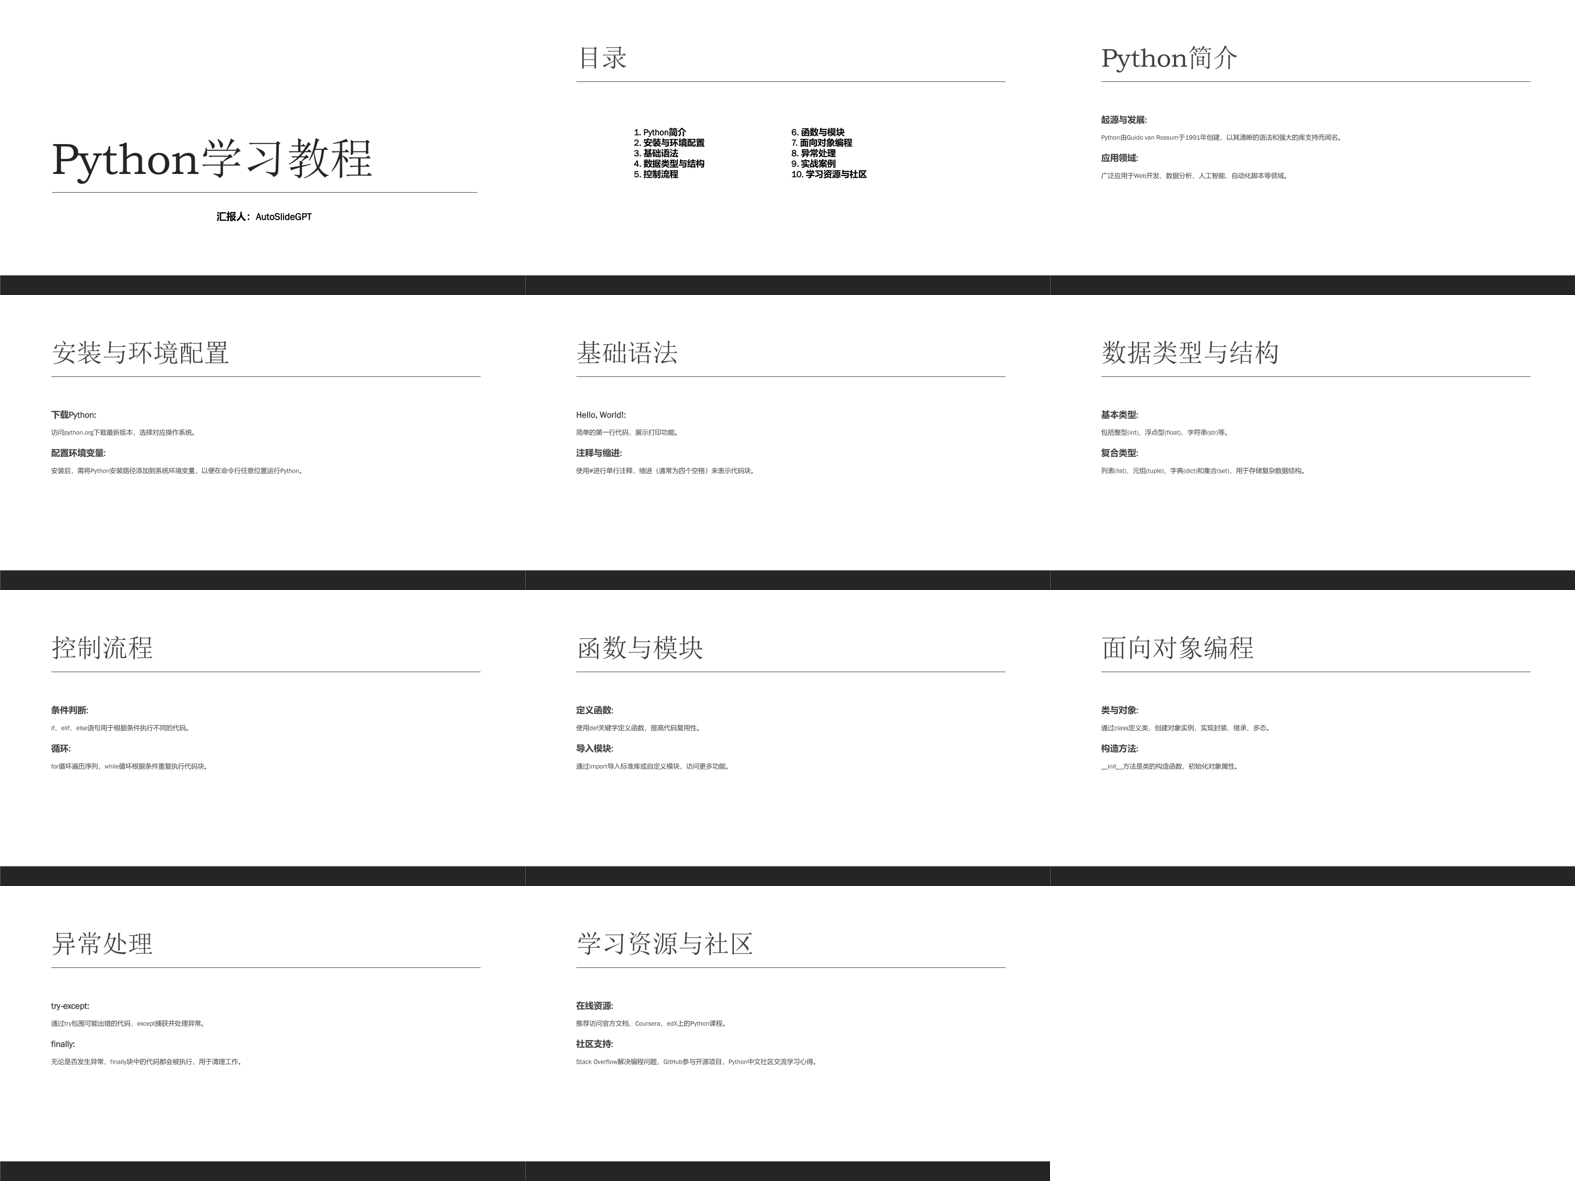 Python学习教程
汇报人：AutoSlideGPT
目录
1. Python简介
2. 安装与环境配置
3. 基础语法
4. 数据类型与结构
5. 控制流程
6. 函数与模块
7. 面向对象编程
8. 异常处理
9. 实战案例
10. 学习资源与社区
Python简介
起源与发展:
Python由Guido van Rossum于1991年创建，以其清晰的语法和强大的库支持而闻名。
应用领域:
广泛应用于Web开发、数据分析、人工智能、自动化脚本等领域。
安装与环境配置
下载Python:
访问python.org下载最新版本，选择对应操作系统。
配置环境变量:
安装后，需将Python安装路径添加到系统环境变量，以便在命令行任意位置运行Python。
基础语法
Hello, World!:
简单的第一行代码，展示打印功能。
注释与缩进:
使用#进行单行注释，缩进（通常为四个空格）来表示代码块。
数据类型与结构
基本类型:
包括整型(int)、浮点型(float)、字符串(str)等。
复合类型:
列表(list)、元组(tuple)、字典(dict)和集合(set)，用于存储复杂数据结构。
控制流程
条件判断:
if、elif、else语句用于根据条件执行不同的代码。
循环:
for循环遍历序列，while循环根据条件重复执行代码块。
函数与模块
定义函数:
使用def关键字定义函数，提高代码复用性。
导入模块:
通过import导入标准库或自定义模块，访问更多功能。
面向对象编程
类与对象:
通过class定义类，创建对象实例，实现封装、继承、多态。
构造方法:
__init__方法是类的构造函数，初始化对象属性。
异常处理
try-except:
通过try包围可能出错的代码，except捕获并处理异常。
finally:
无论是否发生异常，finally块中的代码都会被执行，用于清理工作。
学习资源与社区
在线资源:
推荐访问官方文档、Coursera、edX上的Python课程。
社区支持:
Stack Overflow解决编程问题，GitHub参与开源项目，Python中文社区交流学习心得。